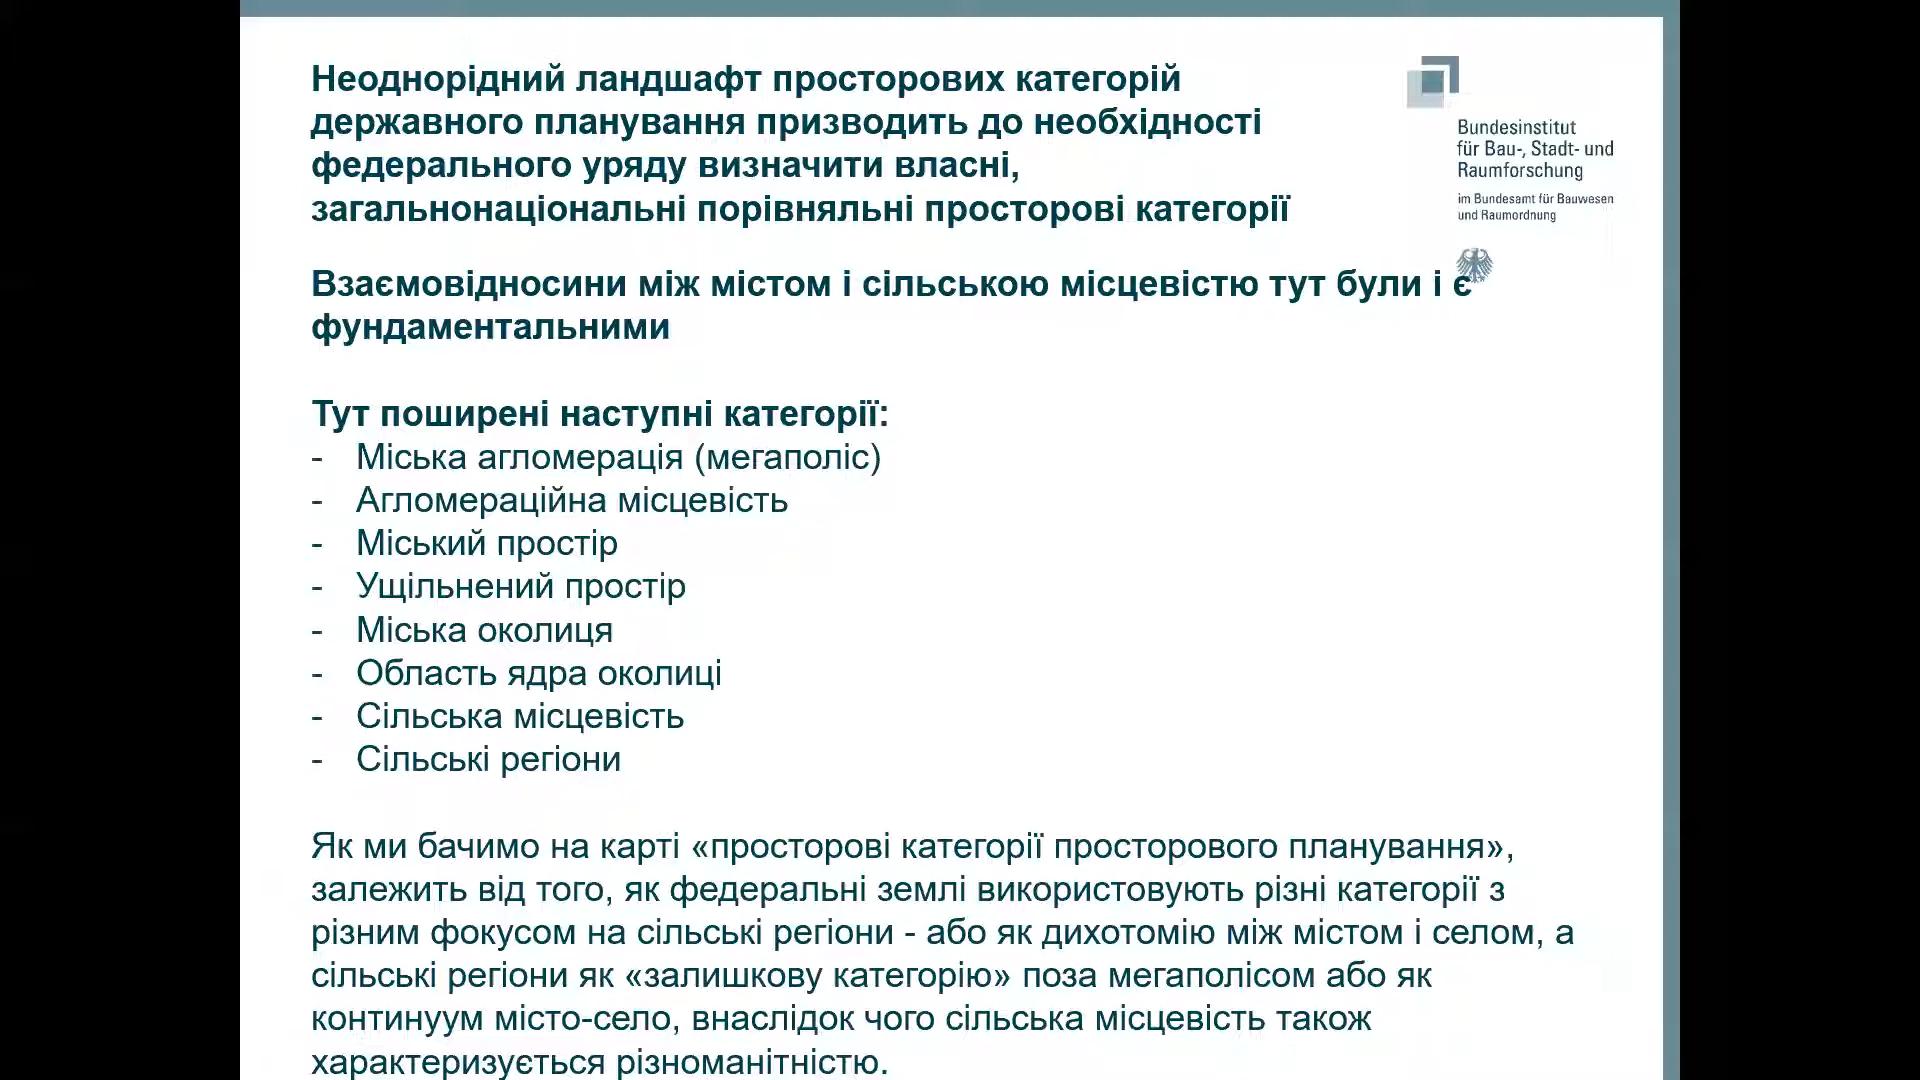 Неоднорідний ландшафт просторових категорій
державного планування призводить до необхідності
федерального уряду визначити власні,
загальнонаціональні порівняльні просторові категорії
Bundesinstitut
für Bau-, Stadt- und
Raumforschung
im Bundesamt für Bauwesen
und Raumordnung
Взаємовідносини між містом і сільською місцевістю тут були і є
фундаментальними
Тут поширені наступні категорії:
- Міська агломерація (мегаполіс)
- Агломераційна місцевість
- Міський простір
- Ущільнений простір
- Міська околиця
- Область ядра околиці
- Сільська місцевість
- Сільські регіони
Як ми бачимо на карті «просторові категорії просторового планування»,
залежить від того, як федеральні землі використовують різні категорії з
різним фокусом на сільські регіони - або як дихотомію між містом і селом, а
сільські регіони як «залишкову категорію» поза мегаполісом або як
континуум місто-село, внаслідок чого сільська місцевість також
характеризується різноманітністю.